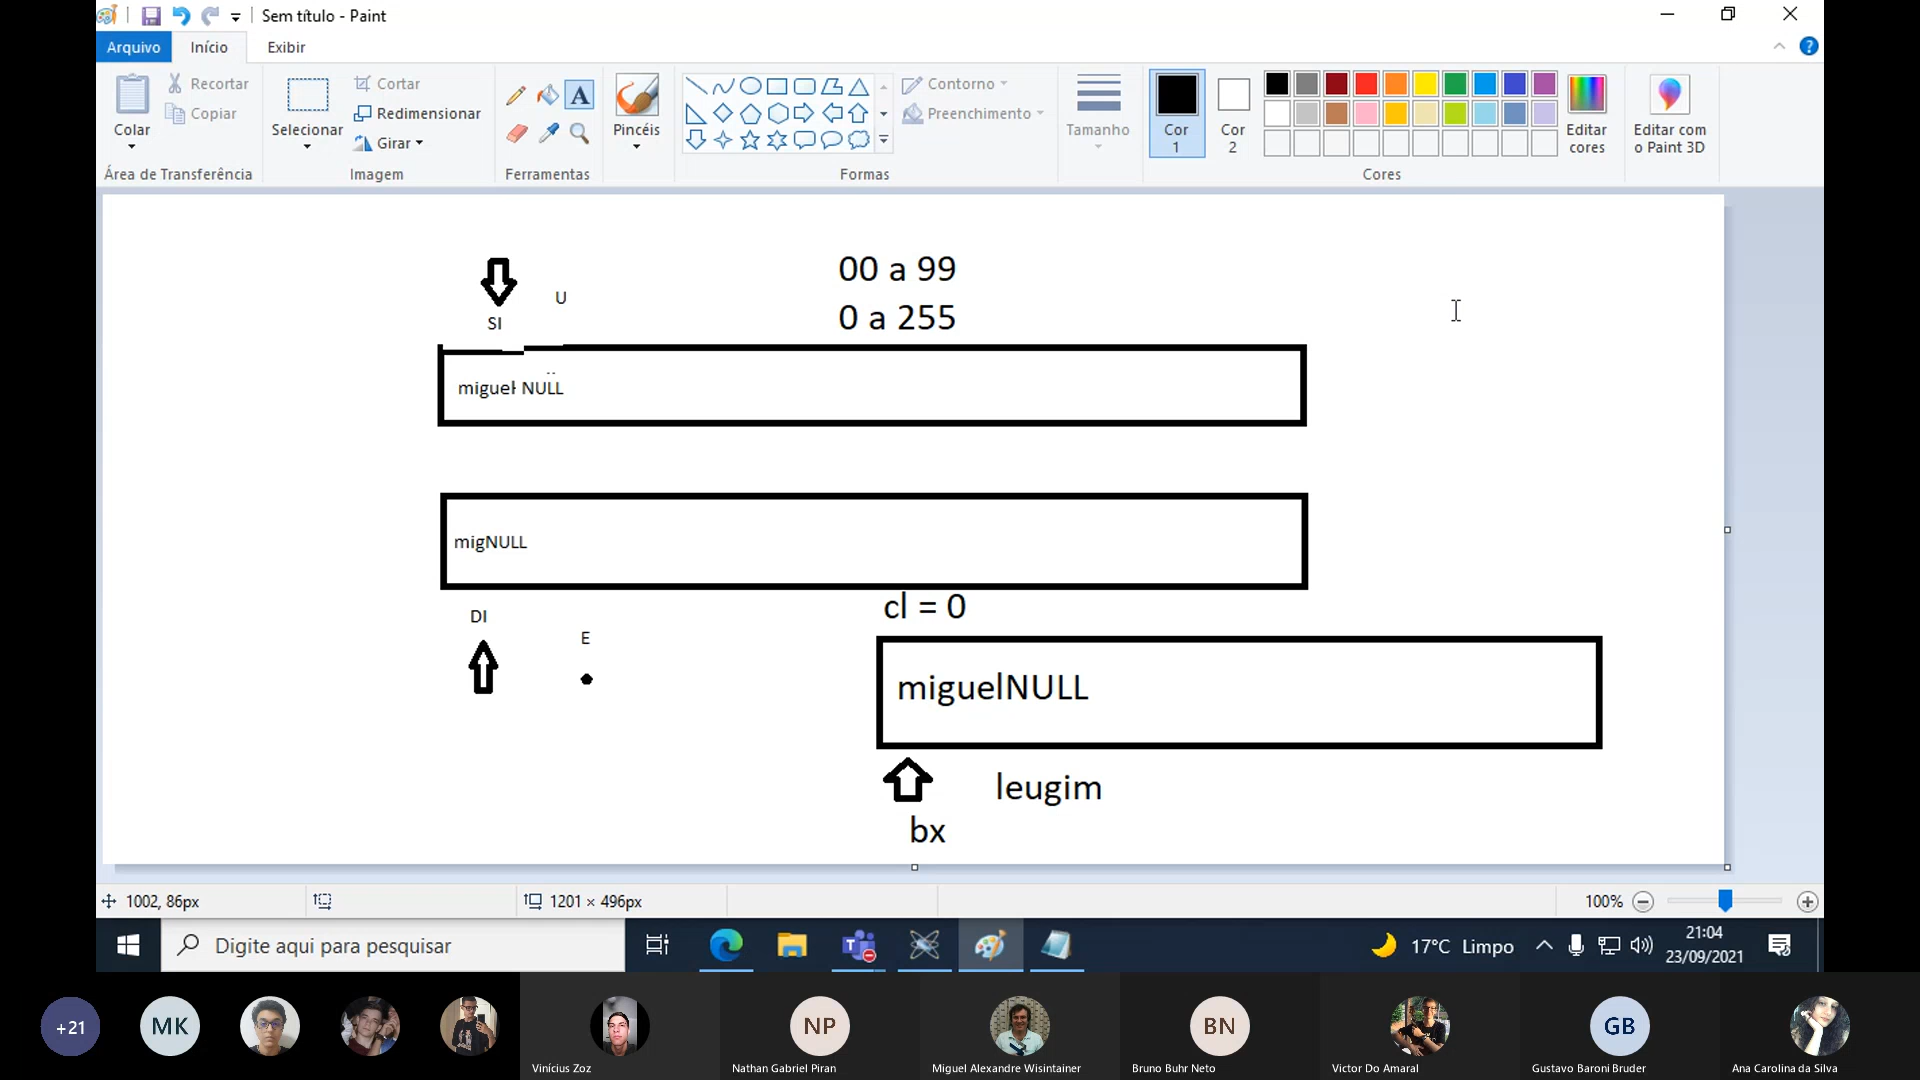 Sem título - Paint
Arquivo
Início
Exibir
Colar
Recortar
Copiar
Área de Transferência
Selecionar
Cortar
Redimensionar
Girar
Imagem
A
Ferramentas
Pincéis
Contorno
Preenchimento
Formas
Tamanho
Cor 1
Cor 2
Editar cores
Cores
Editar com o Paint 3D
00 a 99
U
SI
0 a 255
miguel NULL
migNULL
cl = 0
DI
E
miguelNULL
leugim
bx
1002, 86px
1201 × 496px
100%
Digite aqui para pesquisar
17°C Limpo
21:04
23/09/2021
+21
MK
NP
BN
GB
Vinícius Zoz
Nathan Gabriel Piran
Miguel Alexandre Wisintainer
Bruno Buhr Neto
Victor Do Amaral
Gustavo Baroni Bruder
Ana Carolina da Silva